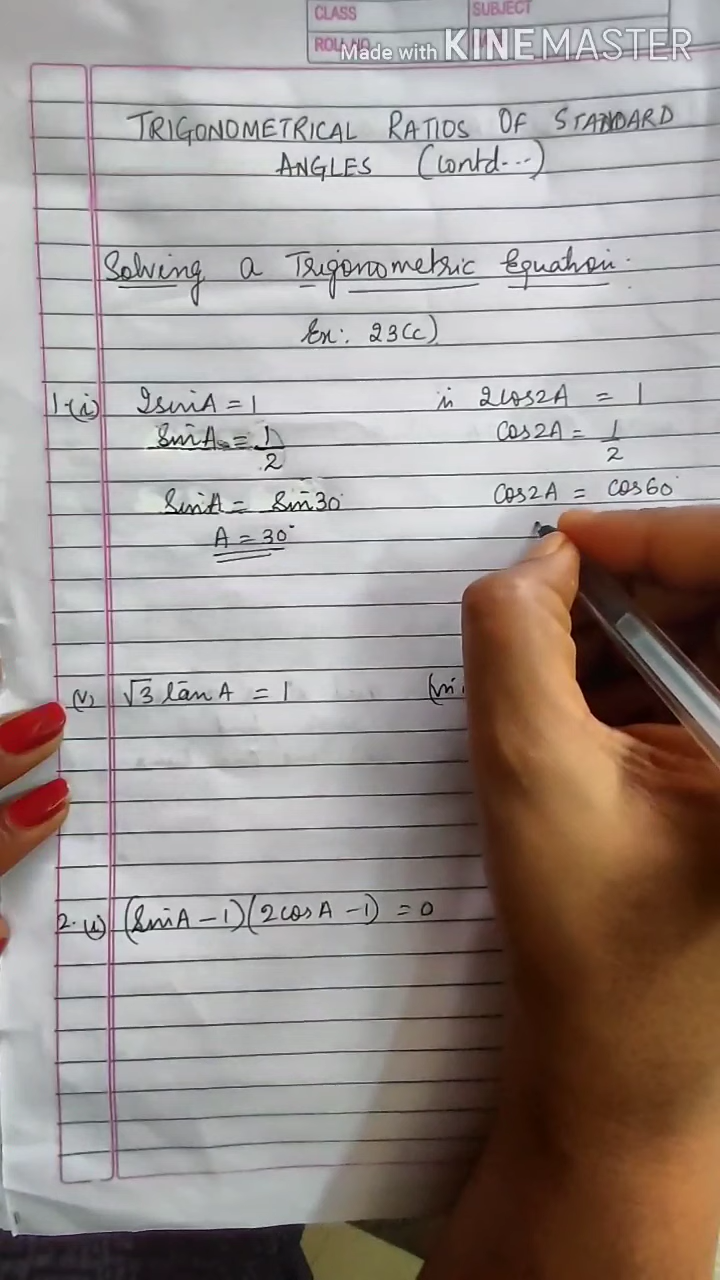 CLASS SUBJECT
ROLL NO.
Made with KINEMASTER
TRIGONOMETRICAL RATIOS OF STANDARD
ANGLES (contd...)
Solving a Trigonometric Equation.
Ex: 23(c)
1.(i) 2sinA = 1
sinA = 1/2
sinA = sin30°
A = 30°
2cos2A = 1
cos2A = 1/2
cos2A = cos60°
(v) √3 tanA = 1
2. (sinA - 1)(2cosA - 1) = 0